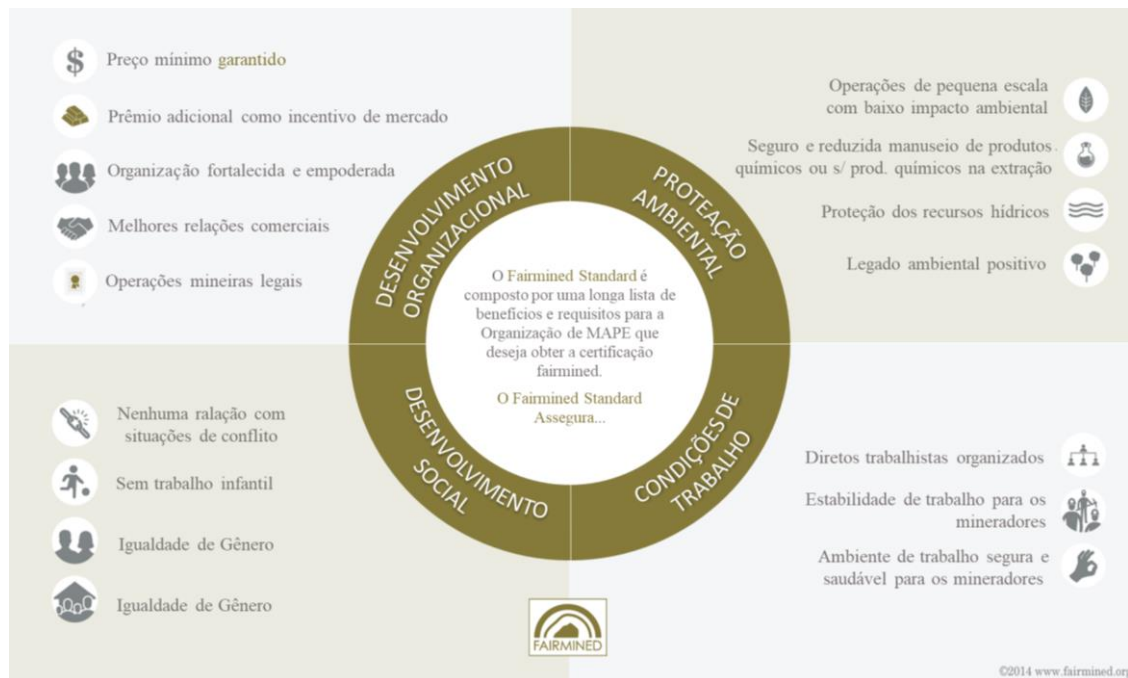 Preço mínimo garantido
Prêmio adicional como incentivo de mercado
Organização fortalecida e empoderada
Melhores relações comerciais
Operações mineiras legais
Operações de pequena escala
com baixo impacto ambiental
Seguro e reduzida manuseio de produtos
químicos ou s/ prod. químicos na extração
Proteção dos recursos hídricos
Legado ambiental positivo
DESENVOLVIMENTO
ORGANIZACIONAL
PROTEAÇÃO
AMBIENTAL
O Fairmined Standard é
composto por uma longa lista de
benefícios e requisitos para a
Organização de MAPE que
deseja obter a certificação
fairmined.
O Fairmined Standard
Assegura...
DESENVOLVIMENTO
SOCIAL
CONDIÇÕES DE
TRABALHO
Nenhuma ralação com
situações de conflito
Sem trabalho infantil
Igualdade de Gênero
Igualdade de Gênero
Diretos trabalhistas organizados
Estabilidade de trabalho para os
mineradores
Ambiente de trabalho segura e
saudável para os mineradores
FAIRMINED
©2014 www.fairmined.org